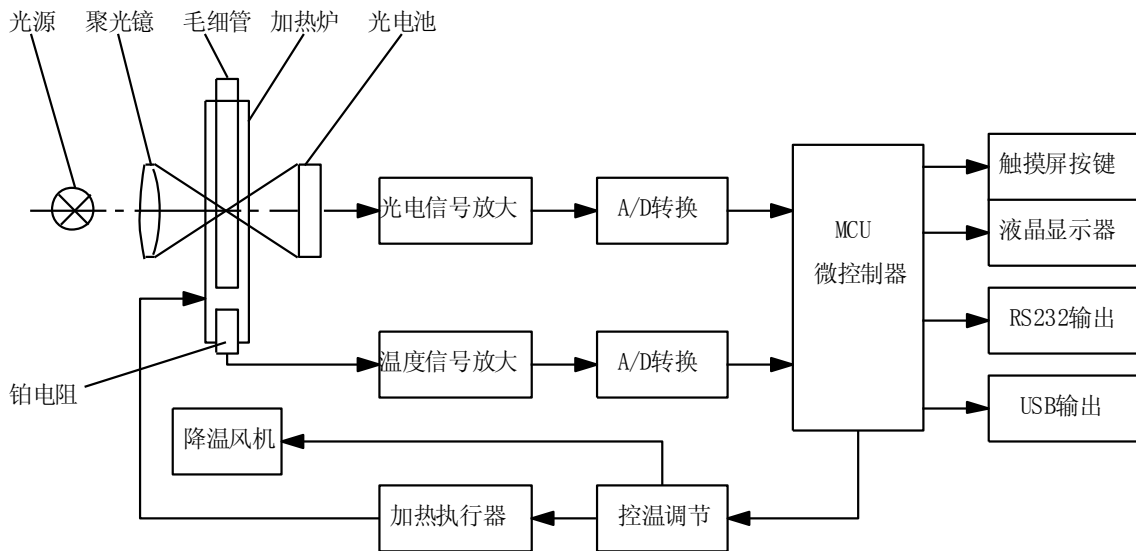 光源
聚光镜
毛细管
加热炉
光电池
光电信号放大
A/D转换
MCU
微控制器
触摸屏按键
液晶显示器
RS232输出
USB输出
温度信号放大
A/D转换
铂电阻
降温风机
加热执行器
控温调节